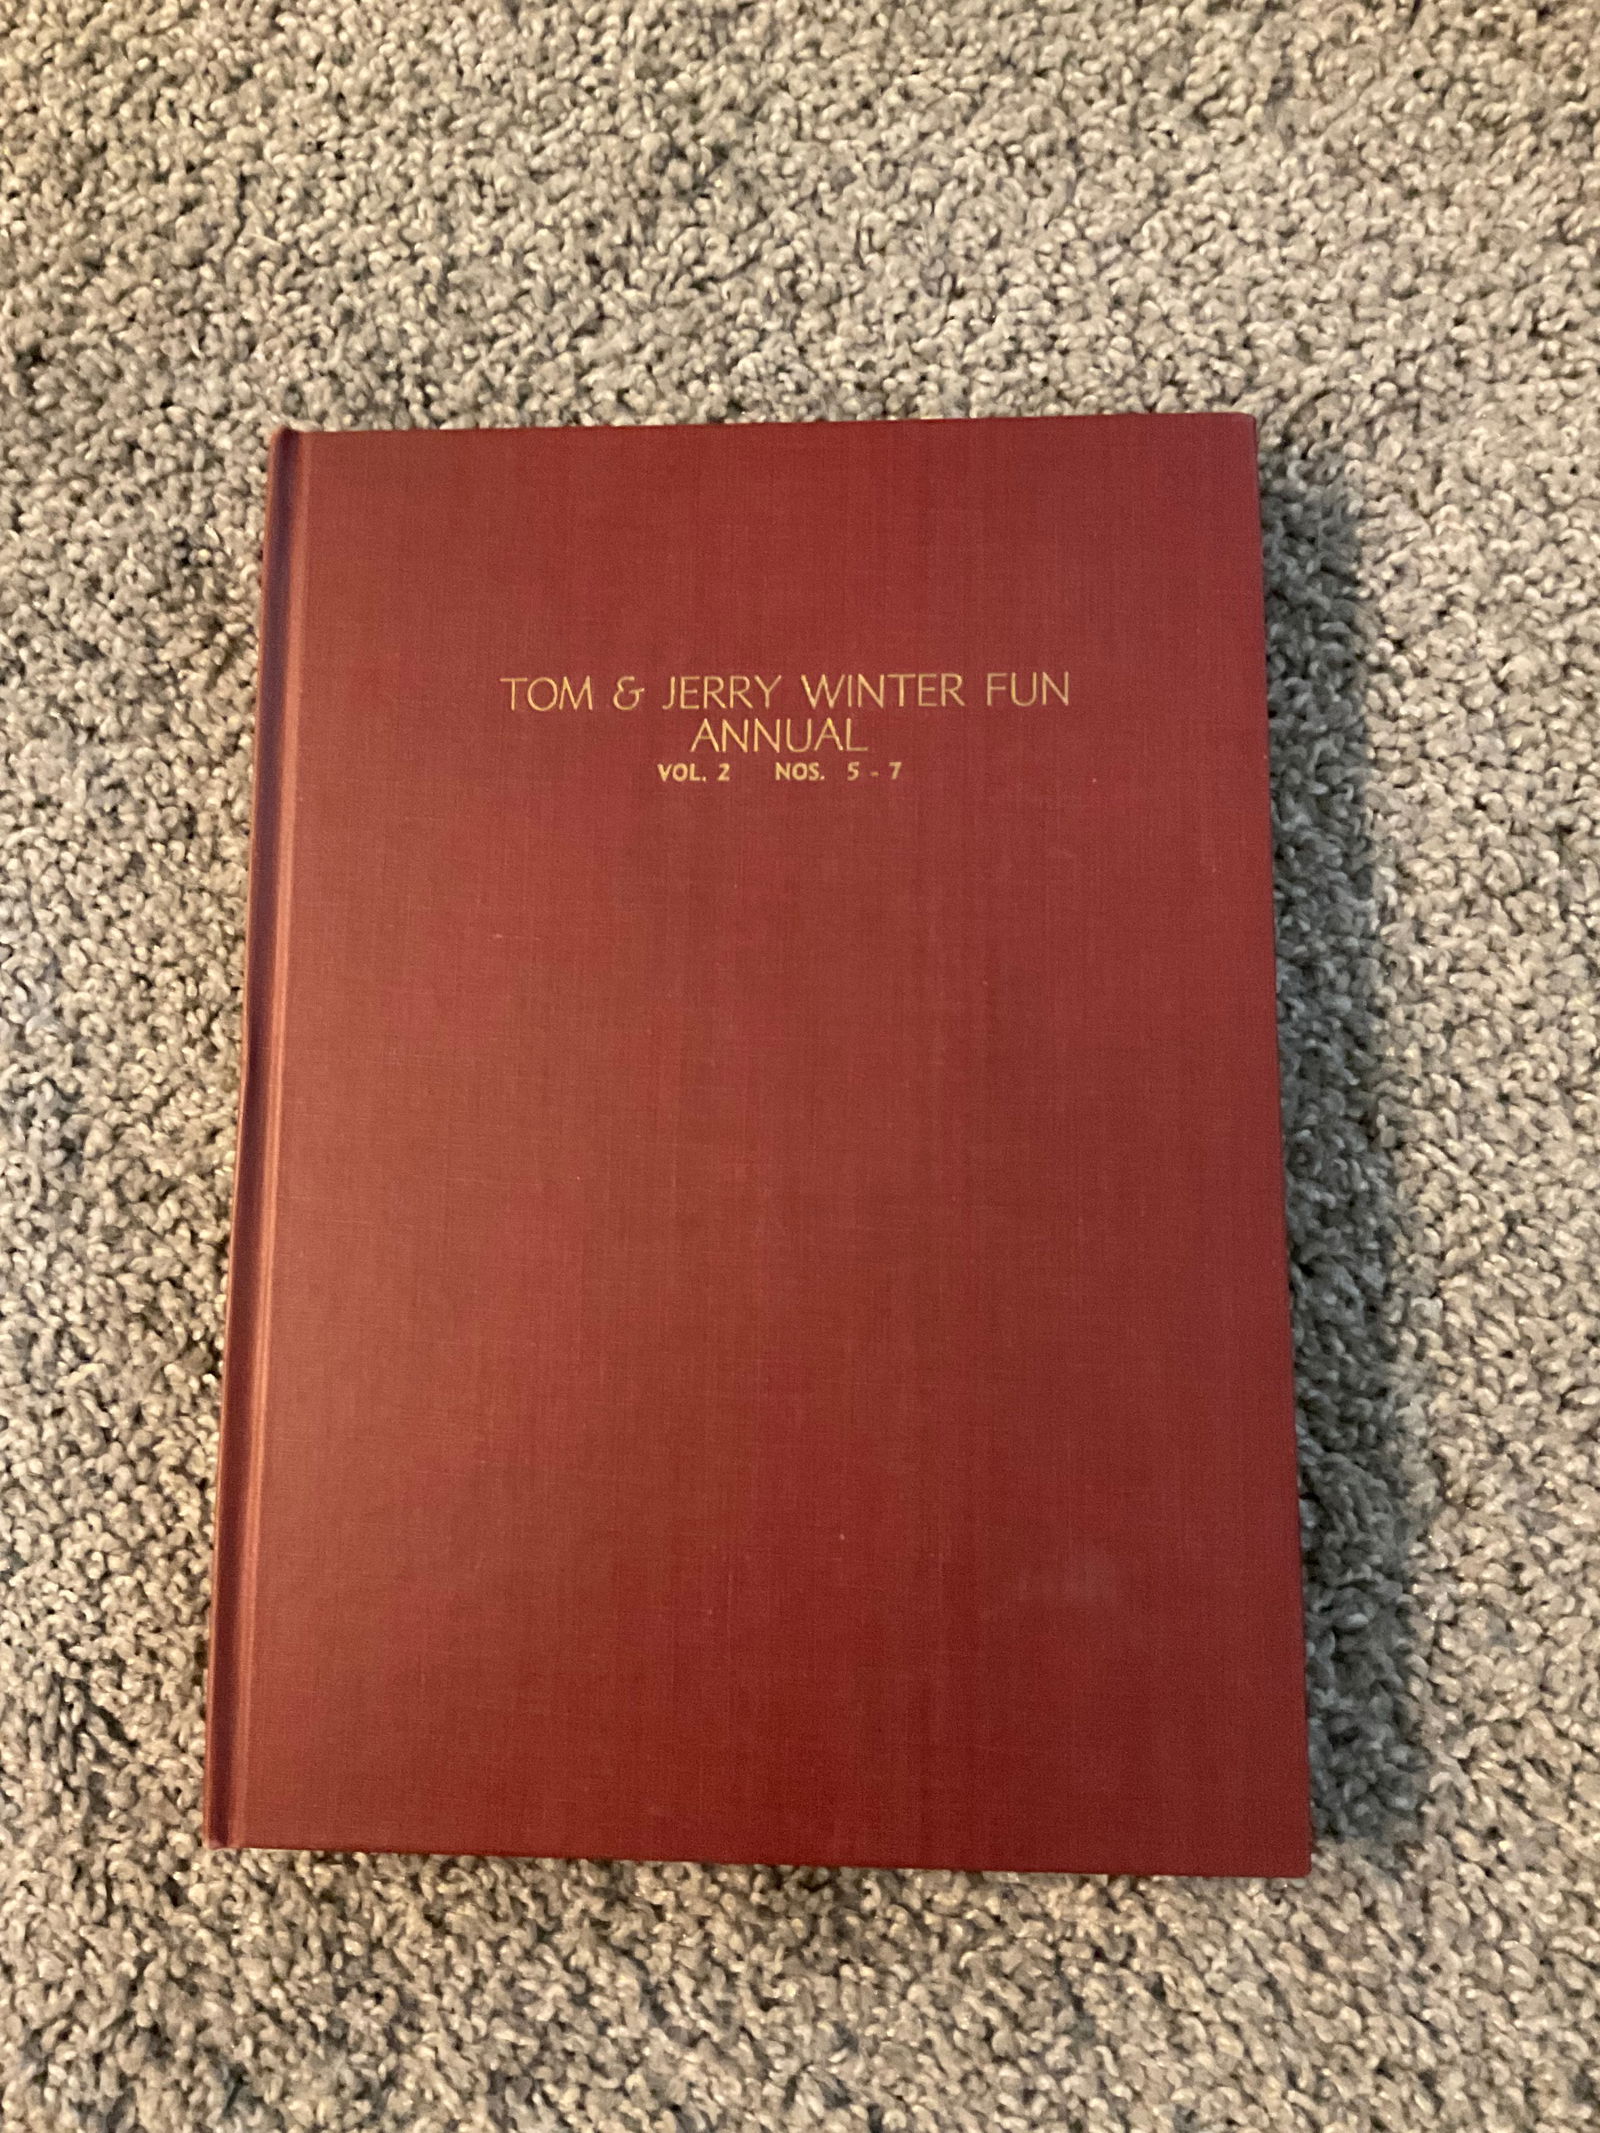 TOM & JERRY WINTER FUN
ANNUAL
VOL. 2 NOS. 5 - 7